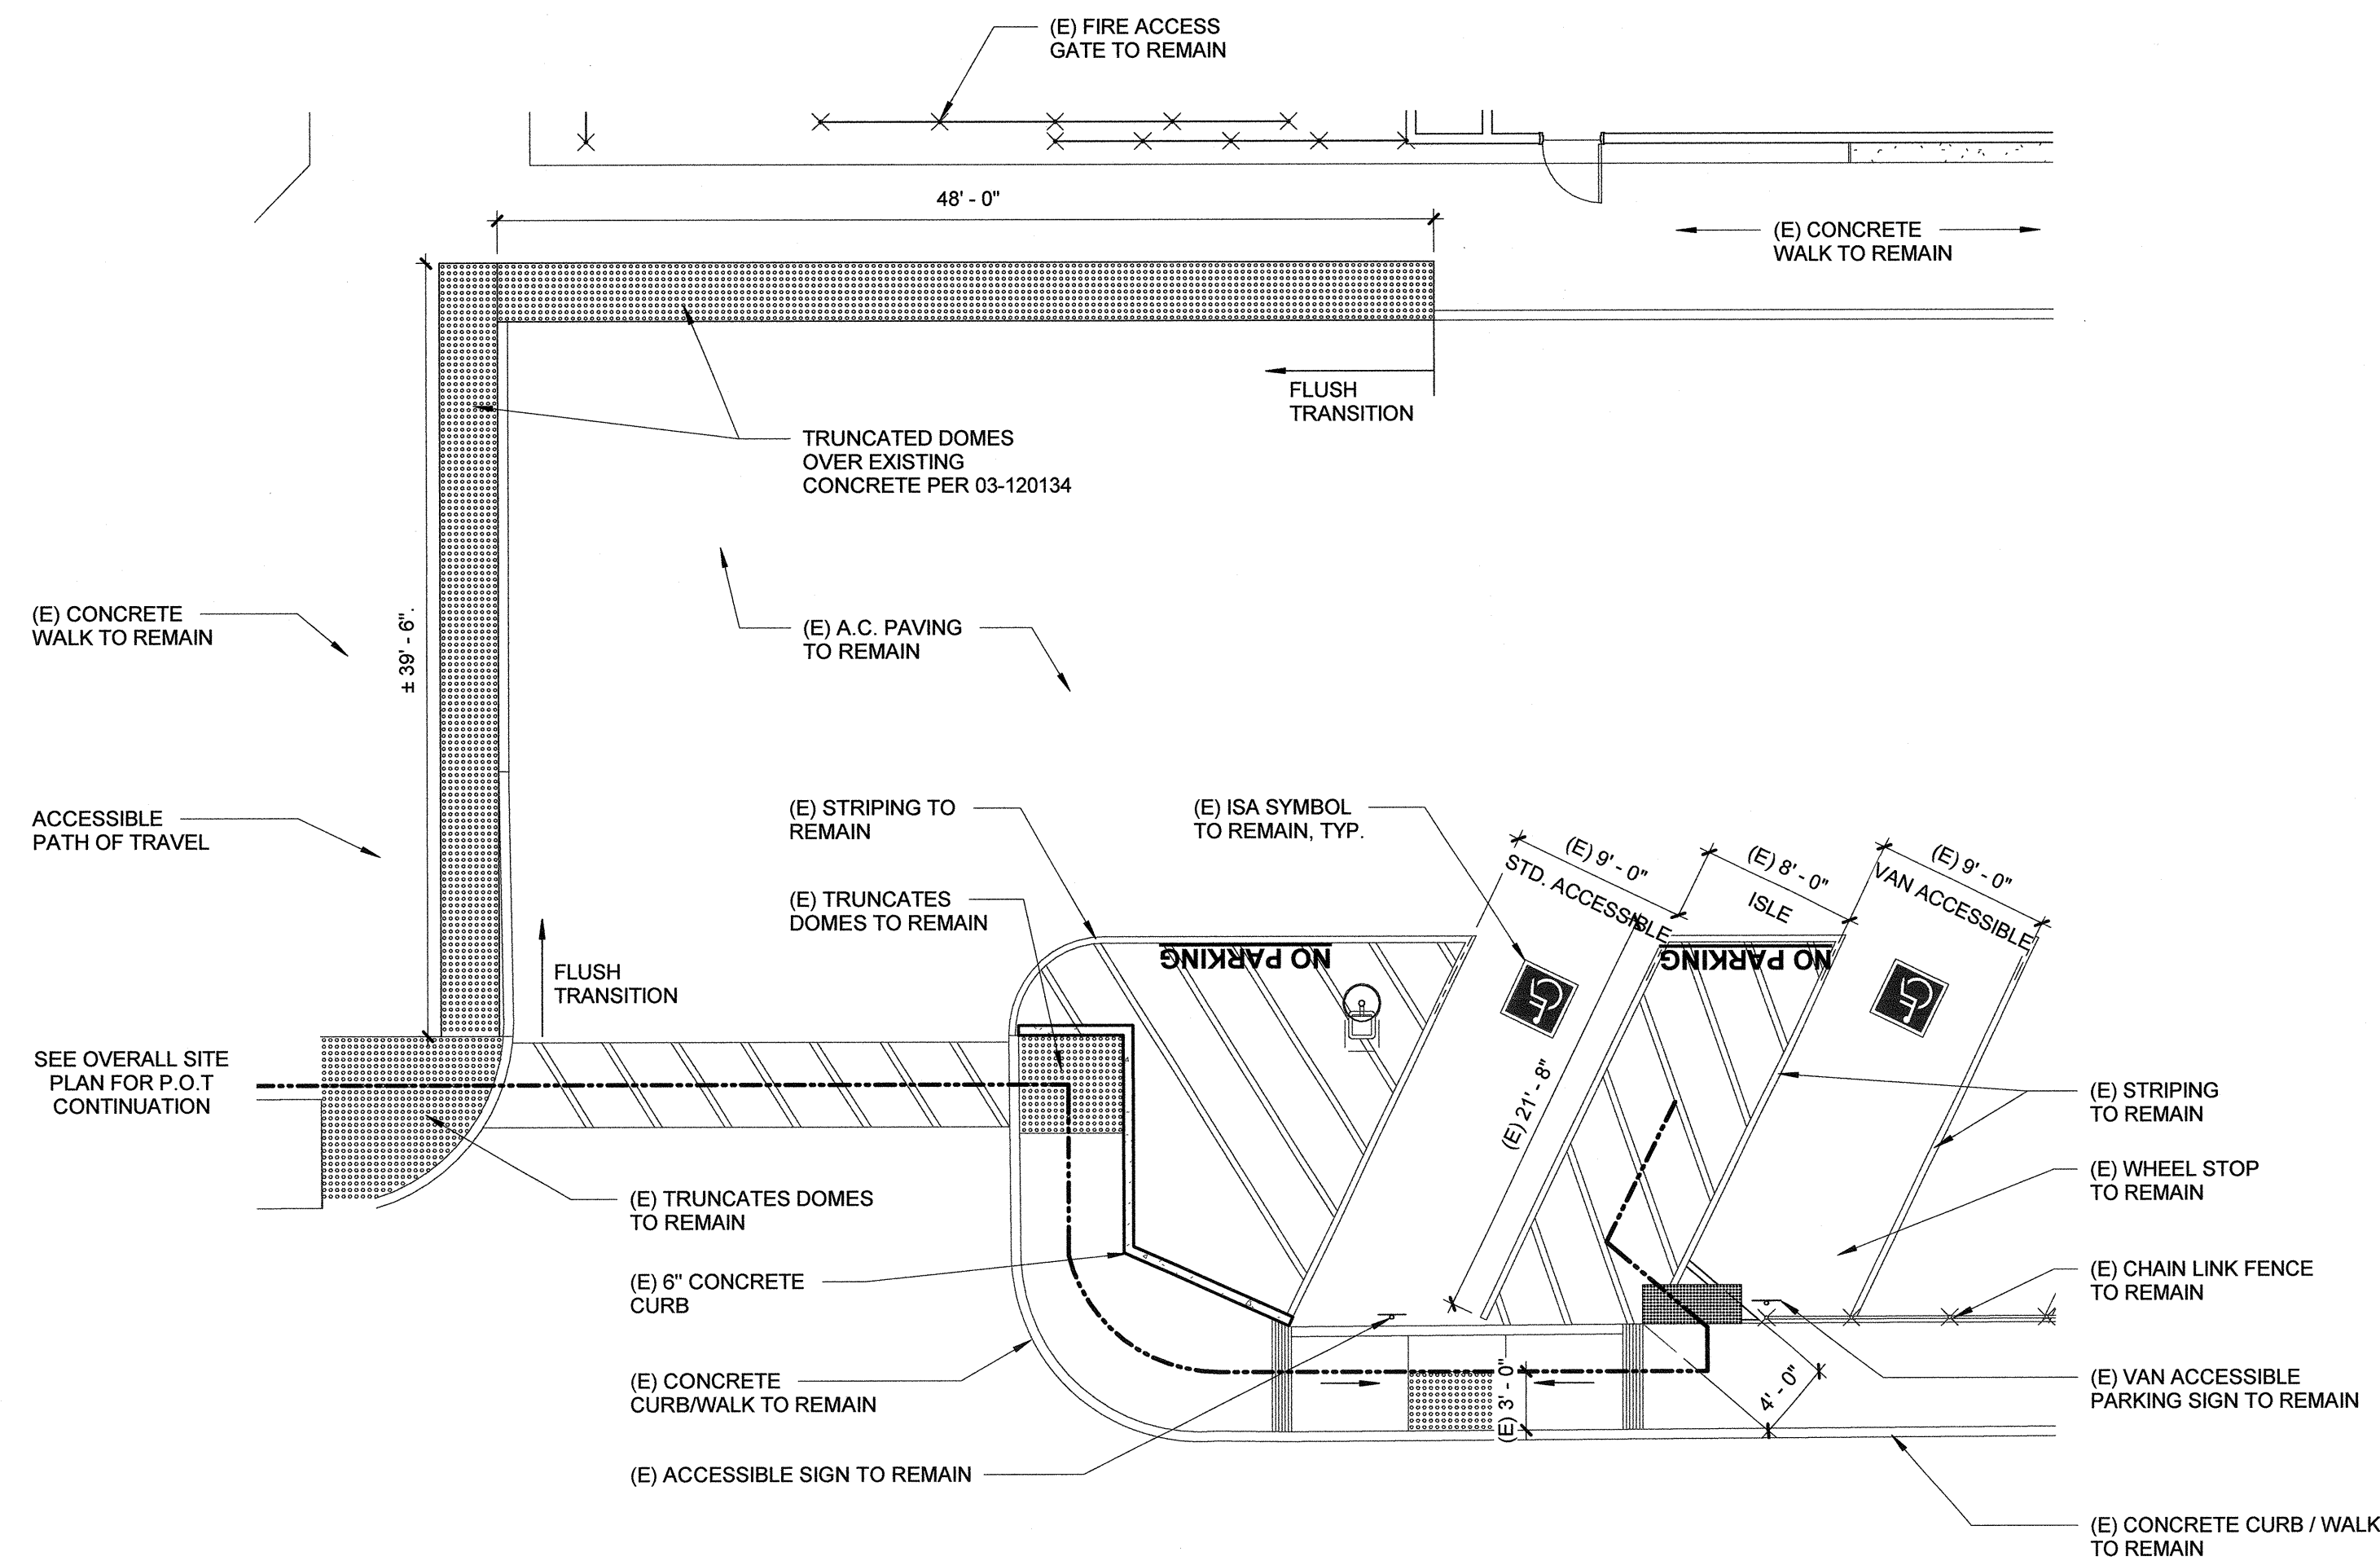 (E) FIRE ACCESS
GATE TO REMAIN
48' - 0"
(E) CONCRETE
WALK TO REMAIN
FLUSH
TRANSITION
TRUNCATED DOMES
OVER EXISTING
CONCRETE PER 03-120134
(E) CONCRETE
WALK TO REMAIN
± 39' - 6".
(E) A.C. PAVING
TO REMAIN
ACCESSIBLE
PATH OF TRAVEL
(E) STRIPING TO
REMAIN
(E) ISA SYMBOL
TO REMAIN, TYP.
(E) 9' - 0"
STD. ACCESSIBLE
(E) 8' - 0"
ISLE
(E) 9' - 0"
VAN ACCESSIBLE
(E) TRUNCATES
DOMES TO REMAIN
NO PARKING
NO PARKING
FLUSH
TRANSITION
SEE OVERALL SITE
PLAN FOR P.O.T
CONTINUATION
(E) 21' - 8"
(E) STRIPING
TO REMAIN
(E) TRUNCATES DOMES
TO REMAIN
(E) WHEEL STOP
TO REMAIN
(E) 6" CONCRETE
CURB
(E) CHAIN LINK FENCE
TO REMAIN
(E) CONCRETE
CURB/WALK TO REMAIN
(E) 3' - 0"
4' - 0"
(E) VAN ACCESSIBLE
PARKING SIGN TO REMAIN
(E) ACCESSIBLE SIGN TO REMAIN
(E) CONCRETE CURB / WALK
TO REMAIN